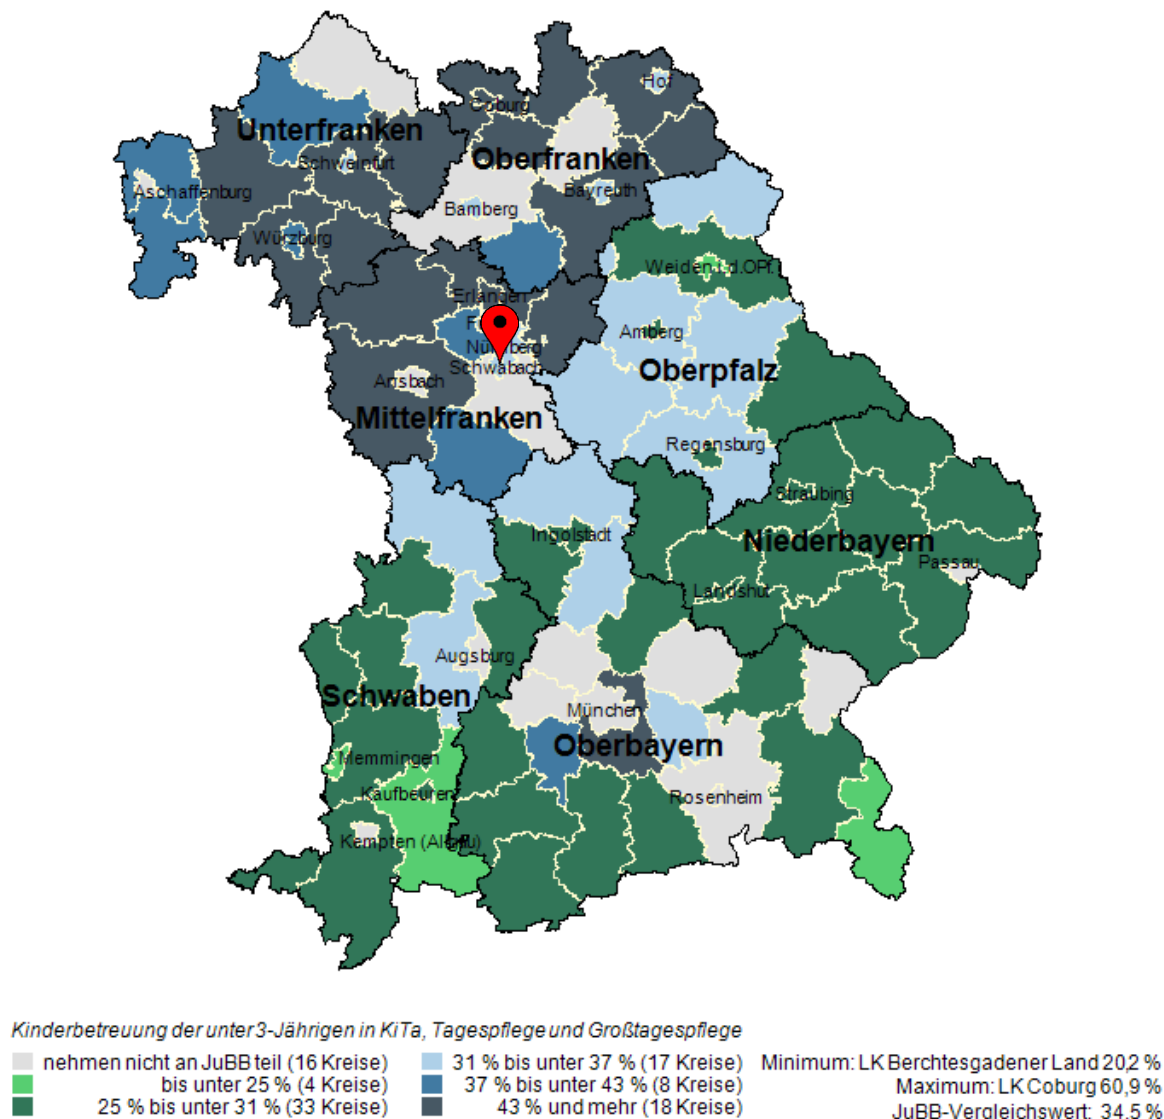 Hof
Coburg
Unterfranken
Oberfranken
Schweinfurt
Aschaffenburg
Bayreuth
Bamberg
Würzburg
Weiden i.d.OPf.
Erlangen
Amberg
Nürnberg
Schwabach
Oberpfalz
Ansbach
Mittelfranken
Regensburg
Straubing
Ingolstadt
Niederbayern
Passau
Landshut
Augsburg
Schwaben
München
Oberbayern
Memmingen
Kaufbeuren
Rosenheim
Kempten (Allgäu)
Kinderbetreuung der unter 3-Jährigen in KiTa, Tagespflege und Großtagespflege
nehmen nicht an JuBB teil (16 Kreise) 31 % bis unter 37 % (17 Kreise) Minimum: LK Berchtesgadener Land 20,2 %
bis unter 25 % (4 Kreise) 37 % bis unter 43 % (8 Kreise) Maximum: LK Coburg 60,9 %
25 % bis unter 31 % (33 Kreise) 43 % und mehr (18 Kreise) JuBB-Vergleichswert: 34,5 %